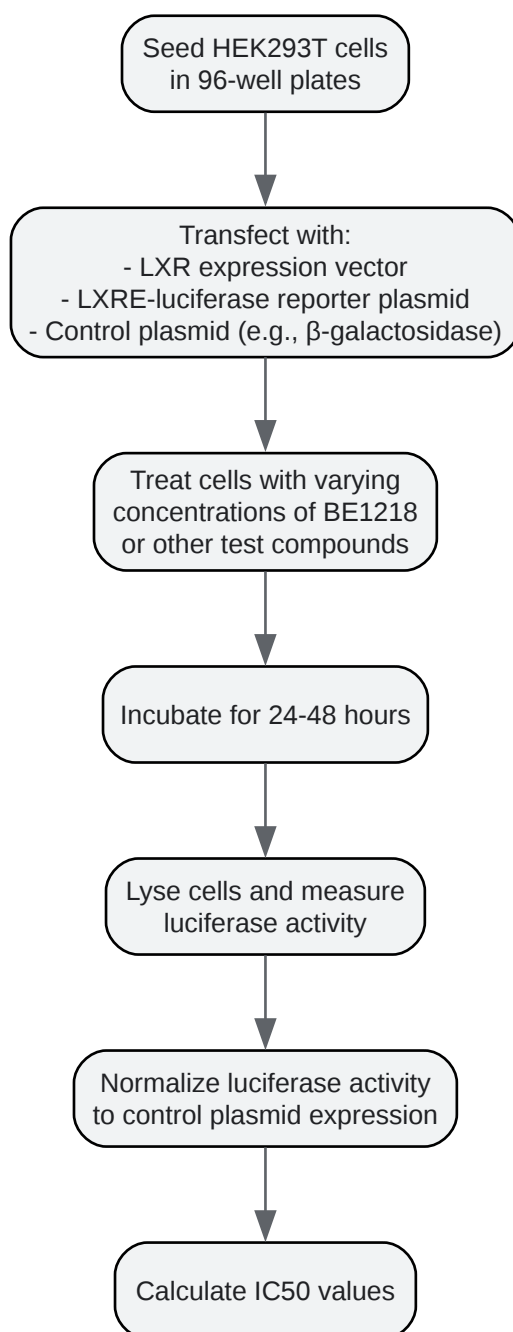 Seed HEK293T cells
in 96-well plates
Transfect with:
- LXR expression vector
- LXRE-luciferase reporter plasmid
- Control plasmid (e.g., β-galactosidase)
Treat cells with varying
concentrations of BE1218
or other test compounds
Incubate for 24-48 hours
Lyse cells and measure
luciferase activity
Normalize luciferase activity
to control plasmid expression
Calculate IC50 values